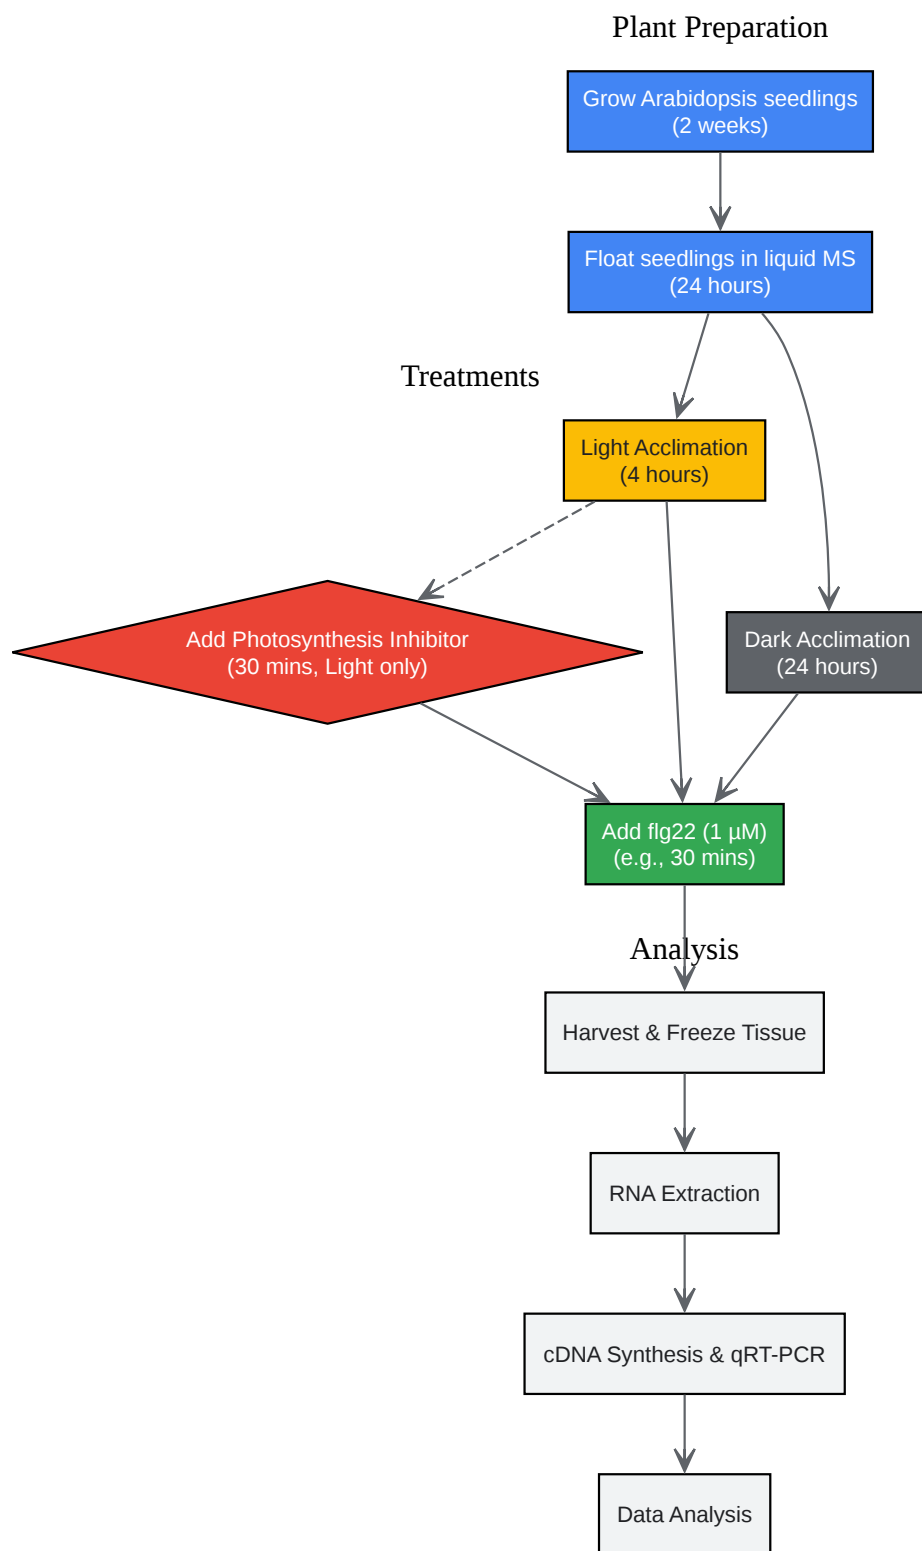 Plant Preparation
Grow Arabidopsis seedlings
(2 weeks)
Float seedlings in liquid MS
(24 hours)
Treatments
Light Acclimation
(4 hours)
Add Photosynthesis Inhibitor
(30 mins, Light only)
Dark Acclimation
(24 hours)
Add flg22 (1 µM)
(e.g., 30 mins)
Analysis
Harvest & Freeze Tissue
RNA Extraction
cDNA Synthesis & qRT-PCR
Data Analysis